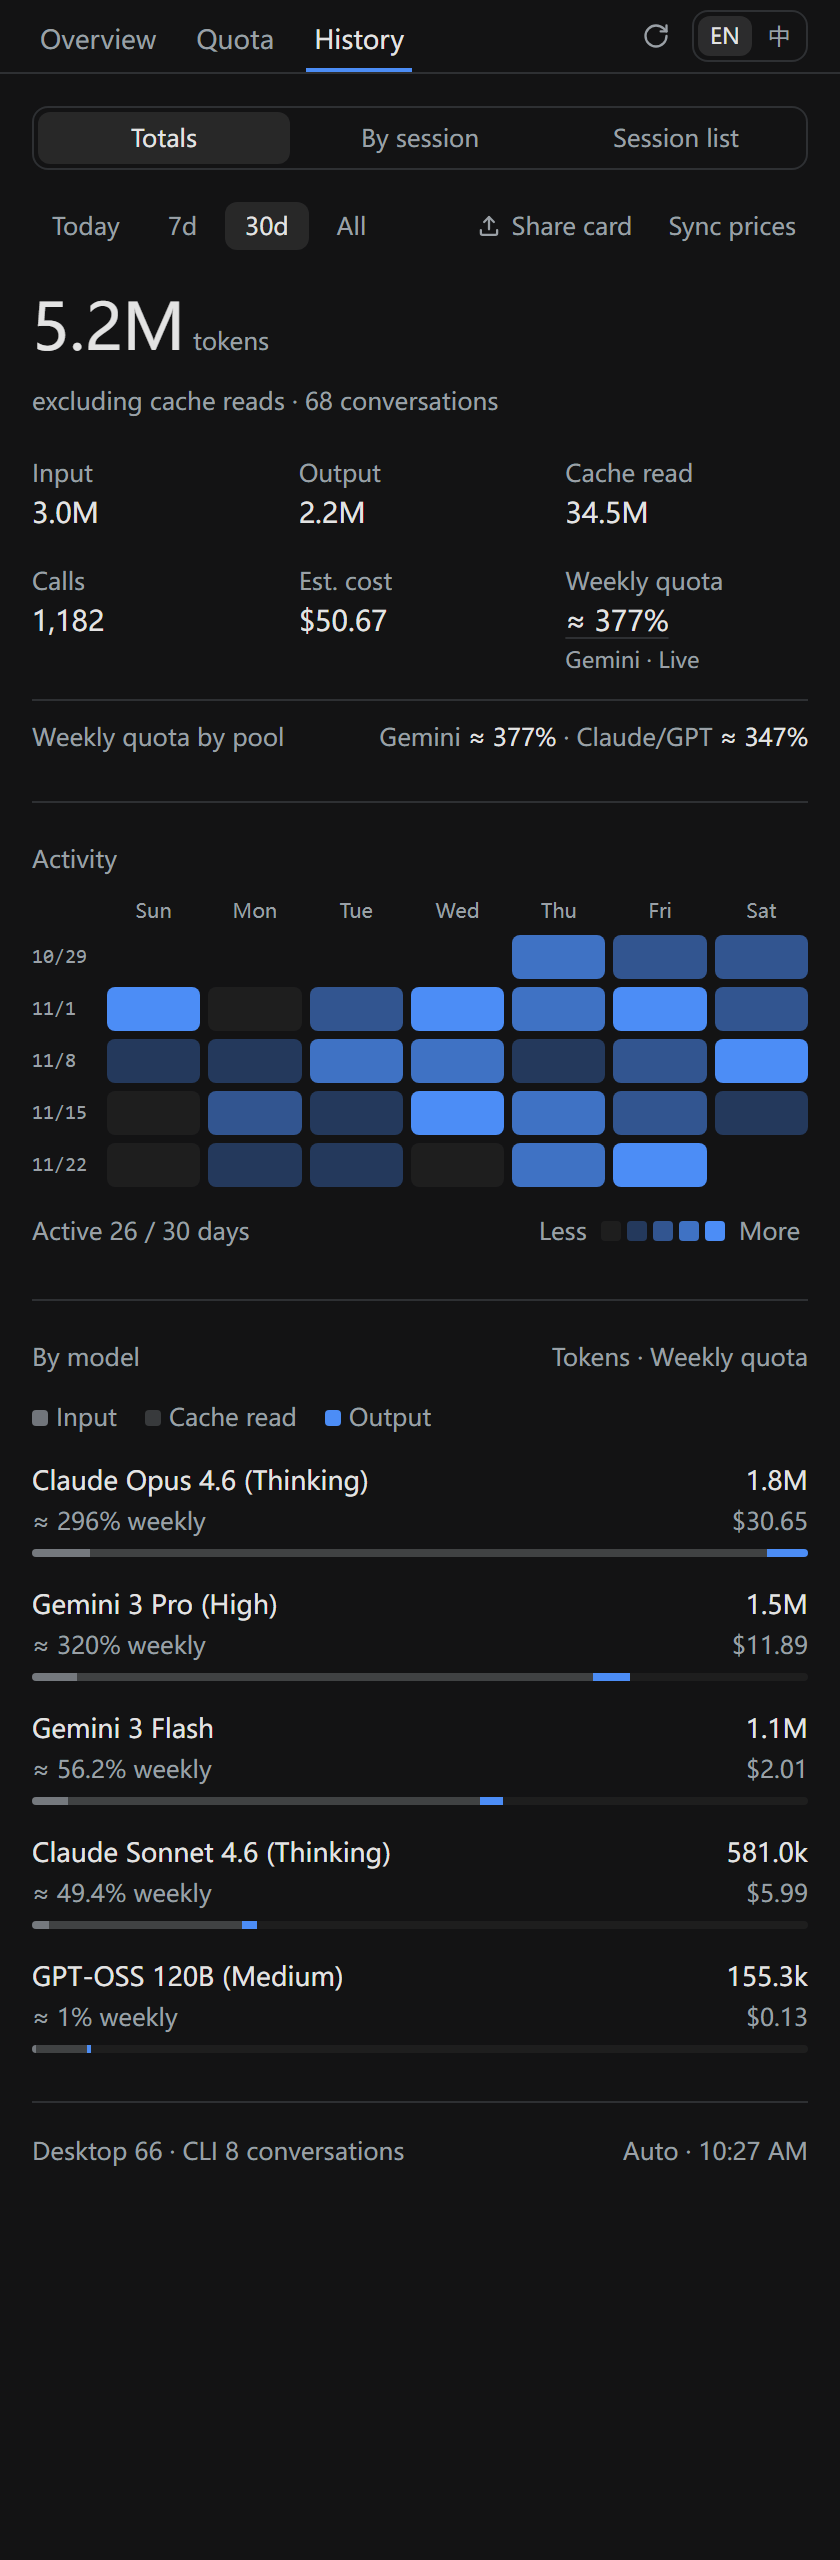 Overview Quota History EN 中
Totals By session Session list
Today 7d 30d All Share card Sync prices
5.2M tokens
excluding cache reads · 68 conversations
Input Output Cache read
3.0M 2.2M 34.5M
Calls Est. cost Weekly quota
1,182 $50.67 ≈ 377%
Gemini · Live
Weekly quota by pool Gemini ≈ 377% · Claude/GPT ≈ 347%
Activity
Sun Mon Tue Wed Thu Fri Sat
10/29
11/1
11/8
11/15
11/22
Active 26 / 30 days Less More
By model Tokens · Weekly quota
Input Cache read Output
Claude Opus 4.6 (Thinking) 1.8M
≈ 296% weekly $30.65
Gemini 3 Pro (High) 1.5M
≈ 320% weekly $11.89
Gemini 3 Flash 1.1M
≈ 56.2% weekly $2.01
Claude Sonnet 4.6 (Thinking) 581.0k
≈ 49.4% weekly $5.99
GPT-OSS 120B (Medium) 155.3k
≈ 1% weekly $0.13
Desktop 66 · CLI 8 conversations Auto · 10:27 AM